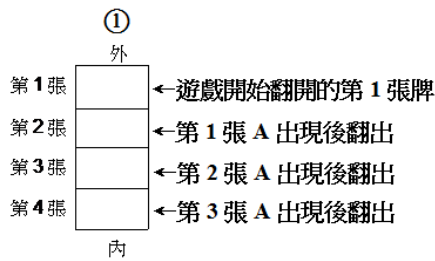 ①
外
第1張 ←遊戲開始翻開的第1張牌
第2張 ←第1張A出現後翻出
第3張 ←第2張A出現後翻出
第4張 ←第3張A出現後翻出
內